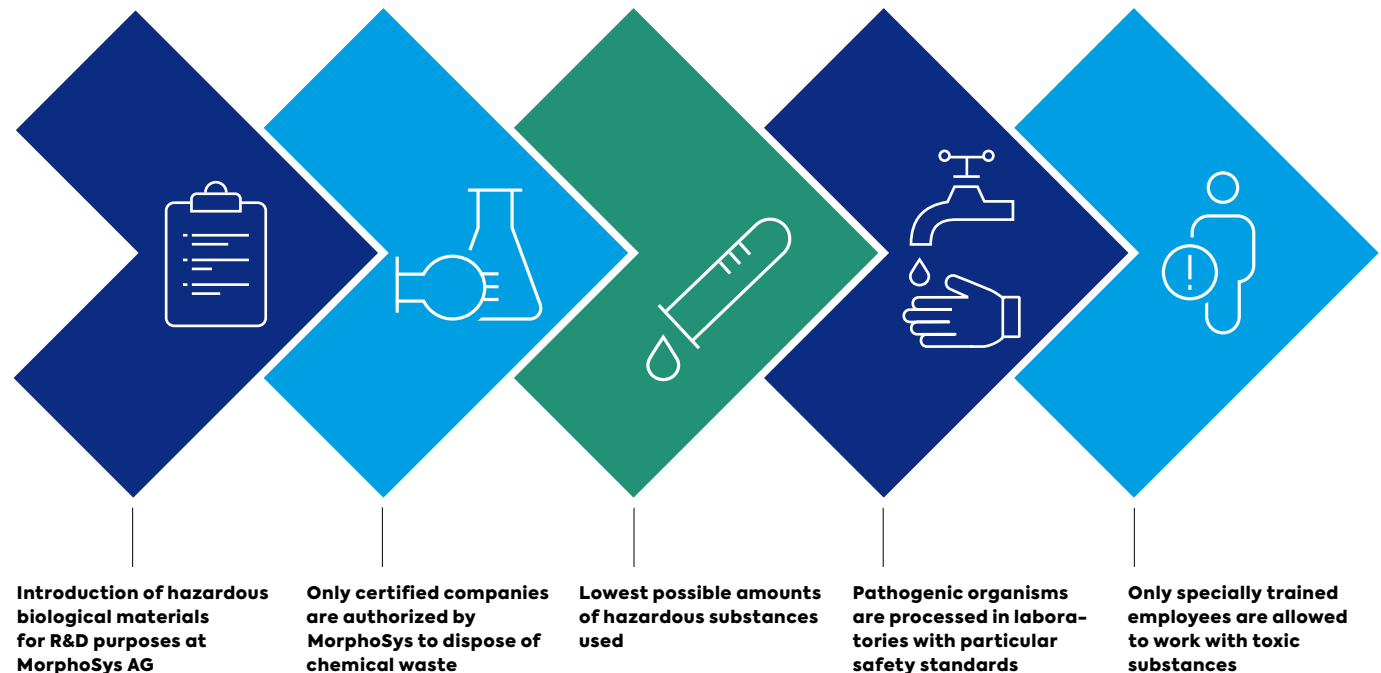 Introduction of hazardous
biological materials
for R&D purposes at
MorphoSys AG
Only certified companies
are authorized by
MorphoSys to dispose of
chemical waste
Lowest possible amounts
of hazardous substances
used
Pathogenic organisms
are processed in labora-
tories with particular
safety standards
Only specially trained
employees are allowed
to work with toxic
substances